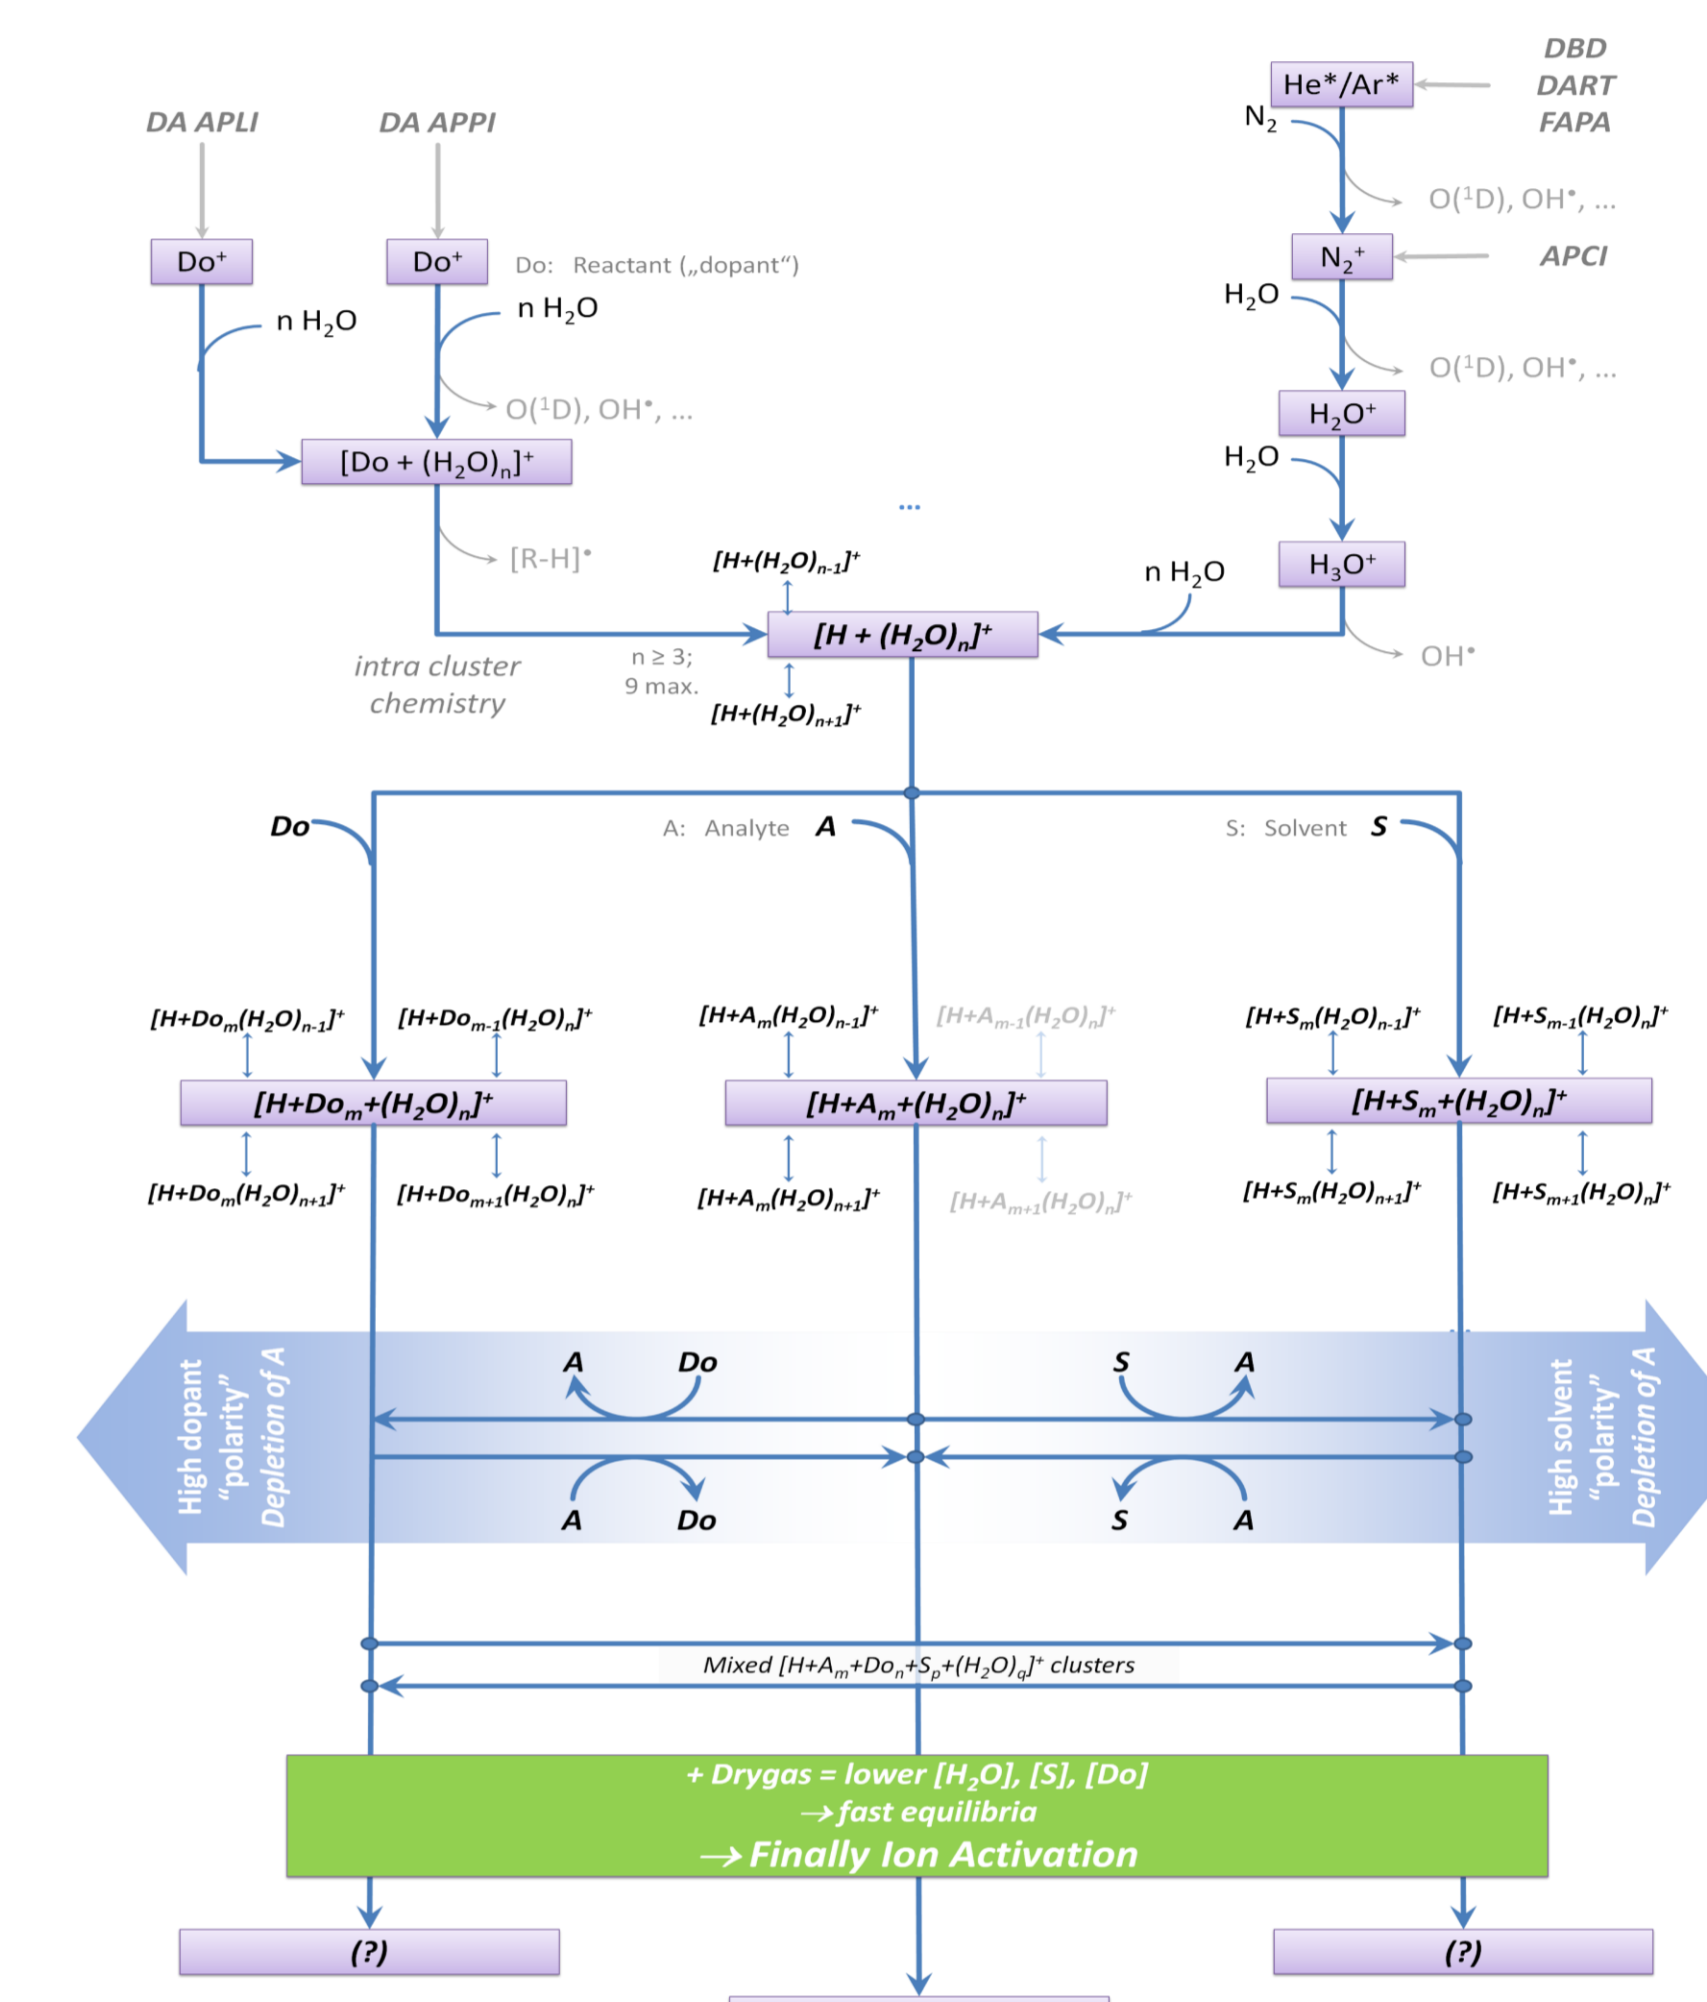 DBD
DART
FAPA
He*/Ar*
N₂
DA APLI
DA APPI
O(¹D), OH•, ...
Do⁺
Do⁺
Do: Reactant („dopant“)
N₂⁺
APCI
n H₂O
n H₂O
H₂O
O(¹D), OH•, ...
O(¹D), OH•, ...
H₂O⁺
[Do + (H₂O)ₙ]⁺
H₂O
...
[R-H]•
[H+(H₂O)ₙ₋₁]⁺
n H₂O
H₃O⁺
[H + (H₂O)ₙ]⁺
intra cluster
chemistry
n ≥ 3;
9 max.
OH•
[H+(H₂O)ₙ₊₁]⁺
Do
A: Analyte A
S: Solvent S
[H+Doₘ(H₂O)ₙ₋₁]⁺
[H+Doₘ₋₁(H₂O)ₙ]⁺
[H+Aₘ(H₂O)ₙ₋₁]⁺
[H+Aₘ₋₁(H₂O)ₙ]⁺
[H+Sₘ(H₂O)ₙ₋₁]⁺
[H+Sₘ₋₁(H₂O)ₙ]⁺
[H+Doₘ+(H₂O)ₙ]⁺
[H+Aₘ+(H₂O)ₙ]⁺
[H+Sₘ+(H₂O)ₙ]⁺
[H+Doₘ(H₂O)ₙ₊₁]⁺
[H+Doₘ₊₁(H₂O)ₙ]⁺
[H+Aₘ(H₂O)ₙ₊₁]⁺
[H+Aₘ₊₁(H₂O)ₙ]⁺
[H+Sₘ(H₂O)ₙ₊₁]⁺
[H+Sₘ₊₁(H₂O)ₙ]⁺
High dopant
“polarity”
Depletion of A
A Do
S A
A Do
S A
High solvent
“polarity”
Depletion of A
Mixed [H+Aₘ+Doₙ+Sₚ+(H₂O)q]⁺ clusters
+ Drygas = lower [H₂O], [S], [Do]
→ fast equilibria
→ Finally Ion Activation
(?)
(?)